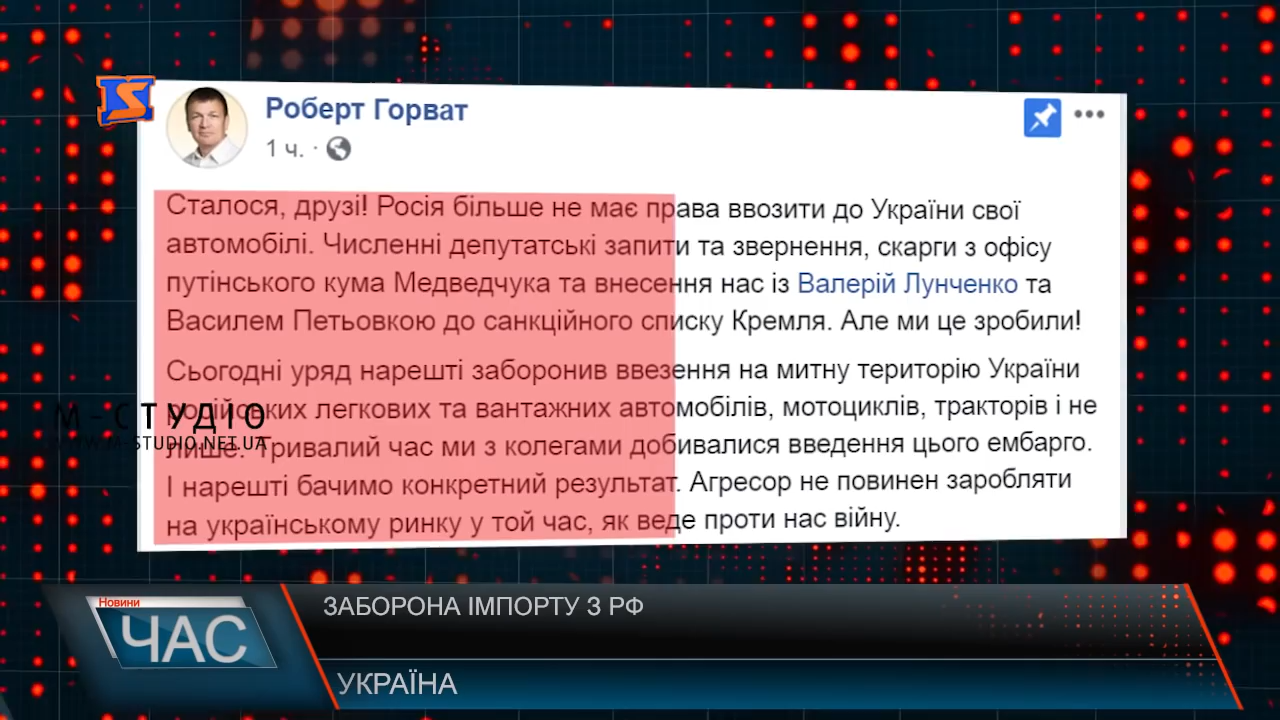 Роберт Горват
1 ч. ·
Сталося, друзі! Росія більше не має права ввозити до України свої
автомобілі. Численні депутатські запити та звернення, скарги з офісу
путінського кума Медведчука та внесення нас із Валерій Лунченко та
Василем Петьовкою до санкційного списку Кремля. Але ми це зробили!
Сьогодні уряд нарешті заборонив ввезення на митну територію України
російських легкових та вантажних автомобілів, мотоциклів, тракторів і не
лише. Тривалий час ми з колегами добивалися введення цього ембарго.
І нарешті бачимо конкретний результат. Агресор не повинен заробляти
на українському ринку у той час, як веде проти нас війну.
М-СТУДІО
WWW.M-STUDIO.NET.UA
Новини
ЧАС
ЗАБОРОНА ІМПОРТУ З РФ
УКРАЇНА